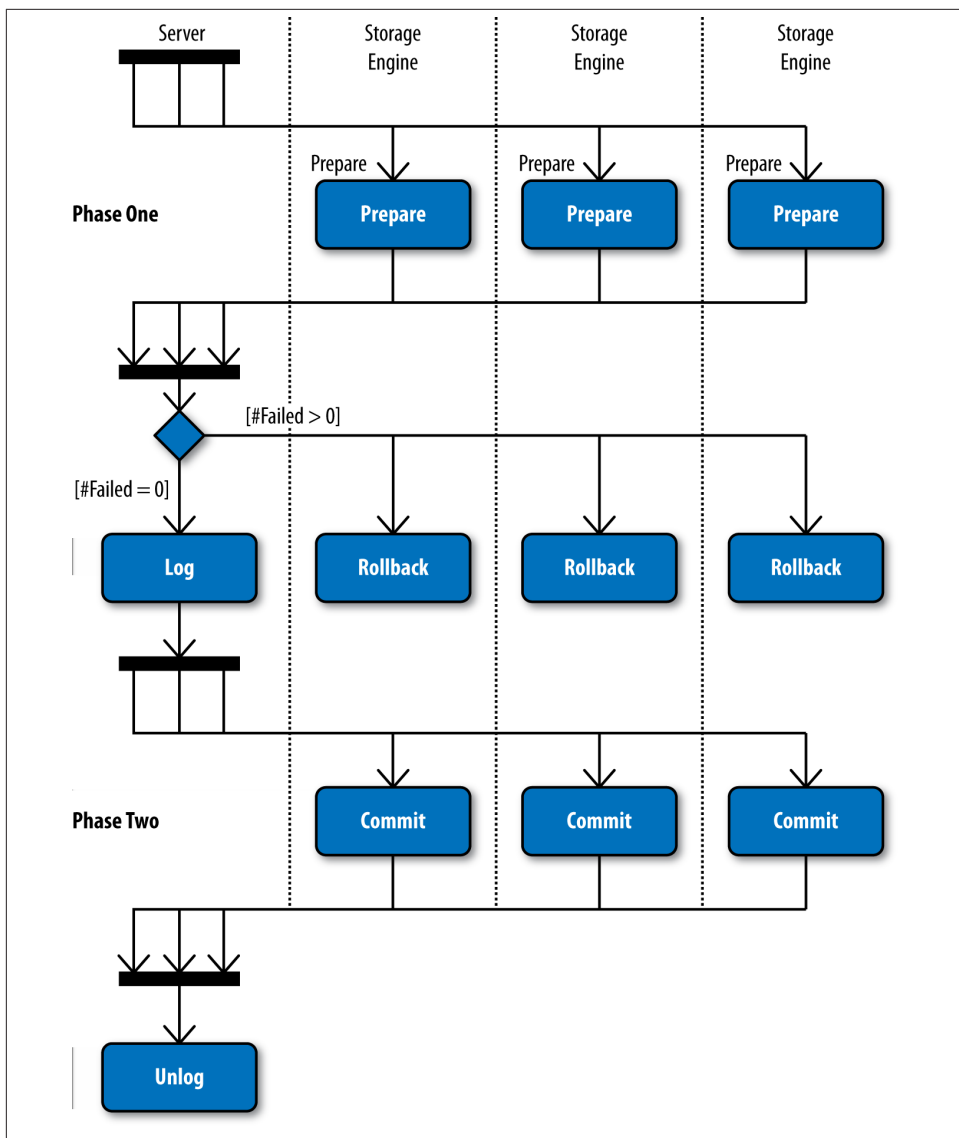 Server
Storage
Engine
Storage
Engine
Storage
Engine
Prepare
Prepare
Prepare
Phase One
Prepare
Prepare
Prepare
[#Failed > 0]
[#Failed = 0]
Log
Rollback
Rollback
Rollback
Phase Two
Commit
Commit
Commit
Unlog